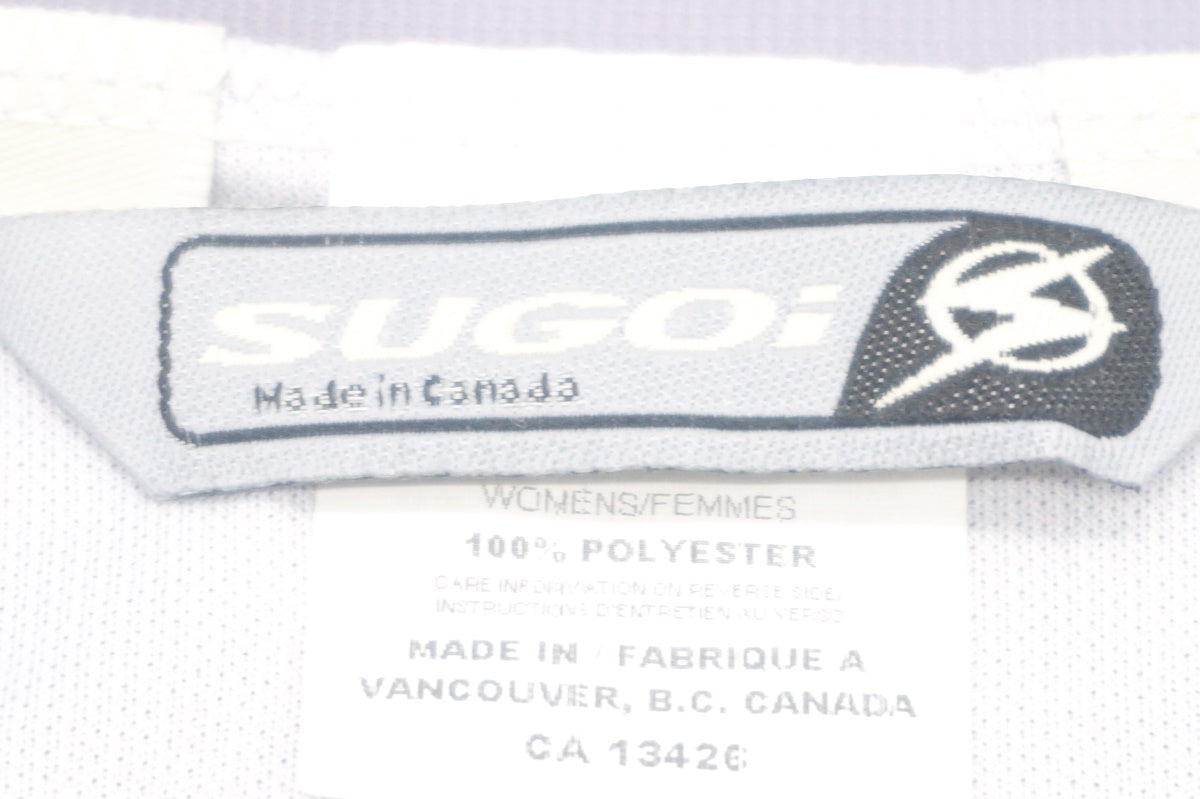 SUGOi
Made in Canada
WOMENS/FEMMES
100% POLYESTER
CARE INFORMATION ON REVERSE SIDE/
INSTRUCTIONS D'ENTRETIEN AU VERSO
MADE IN / FABRIQUE A
VANCOUVER, B.C. CANADA
CA 13426